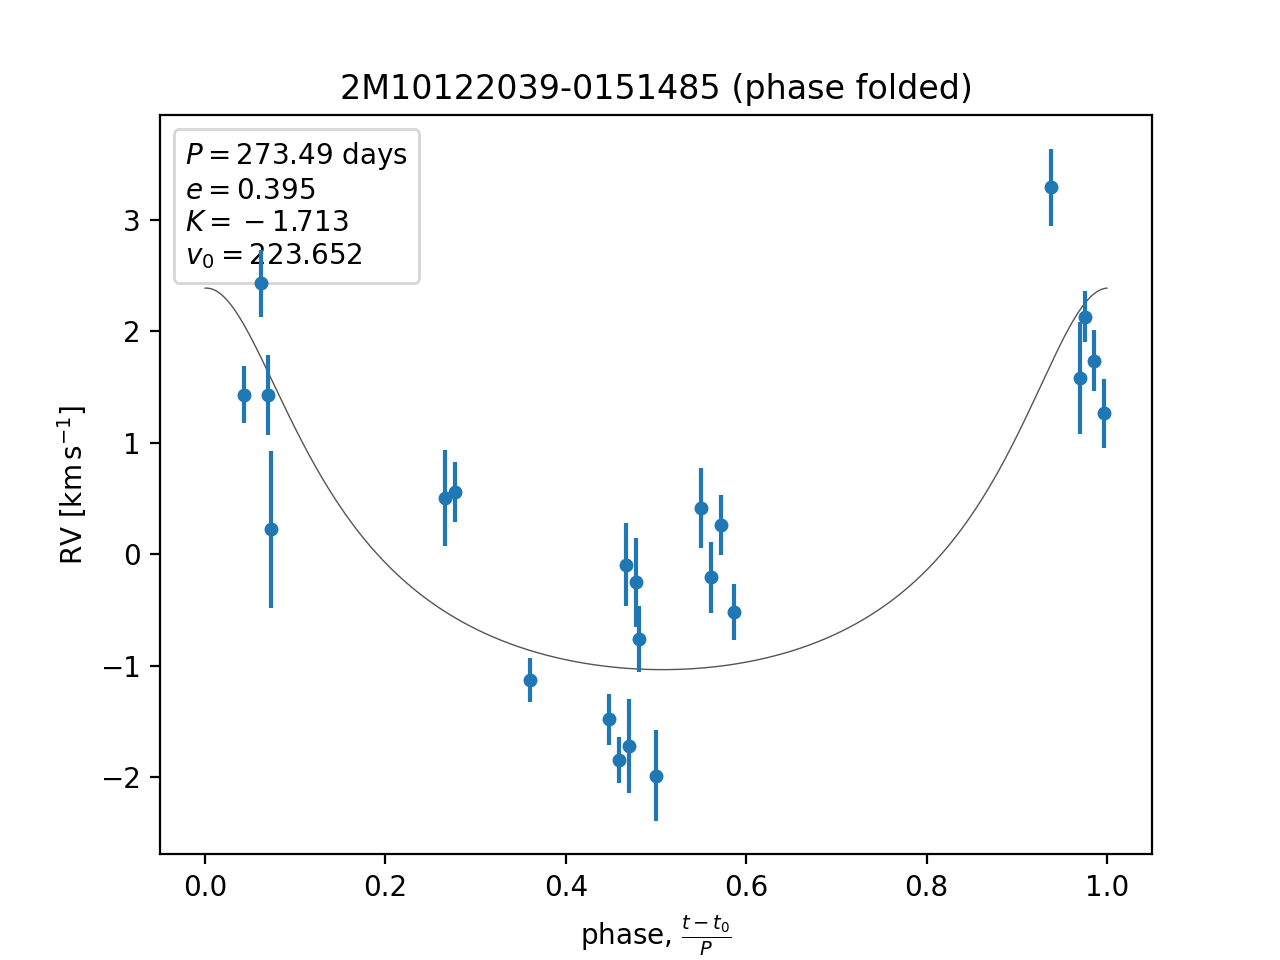 2M10122039-0151485 (phase folded)
P = 273.49 days
e = 0.395
K = −1.713
v₀ = 223.652
3
2
1
0
−1
−2
RV [km s⁻¹]
0.0 0.2 0.4 0.6 0.8 1.0
phase, (t − t₀)/P